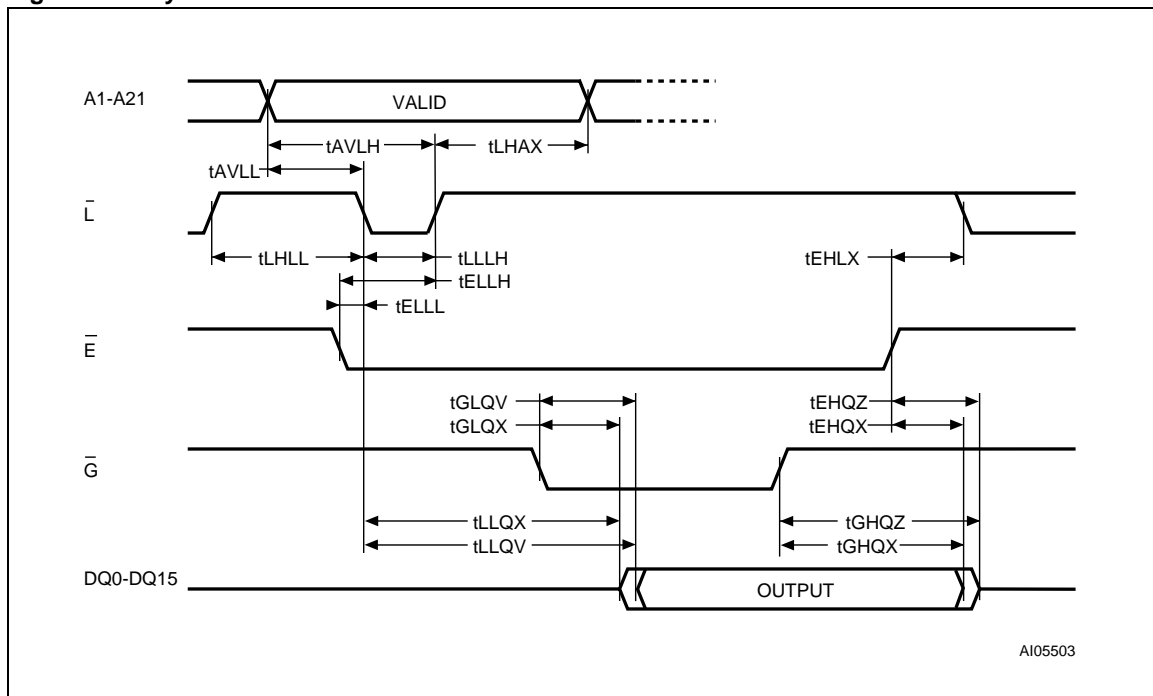 A1-A21
VALID
tAVLH
tLHAX
tAVLL
L̅
tLHLL
tLLLH
tEHLX
tELLH
tELLL
E̅
tGLQV
tEHQZ
tGLQX
tEHQX
G̅
tLLQX
tGHQZ
tLLQV
tGHQX
DQ0-DQ15
OUTPUT
AI05503